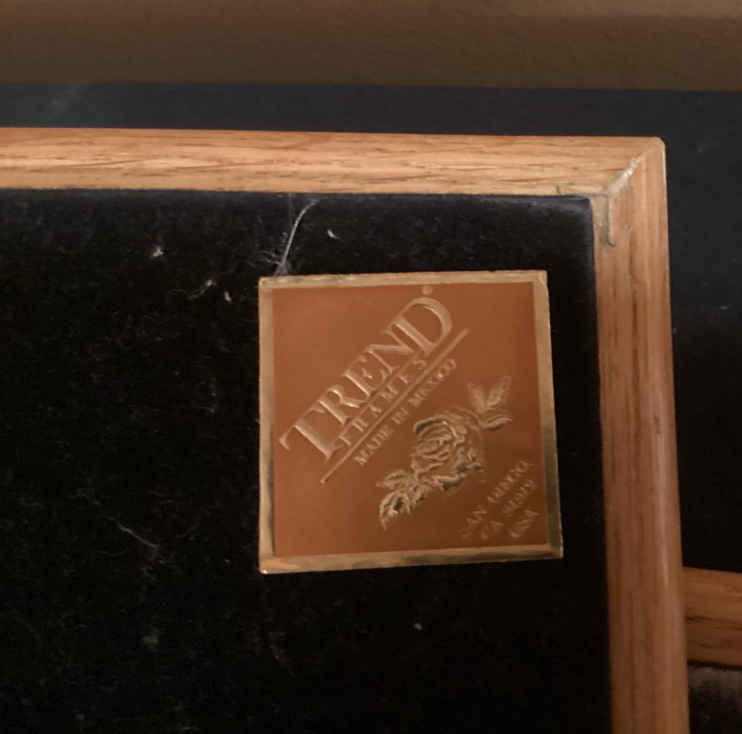 TREND®
FRAMES
MADE IN MEXICO
SAN DIEGO
CA
USA